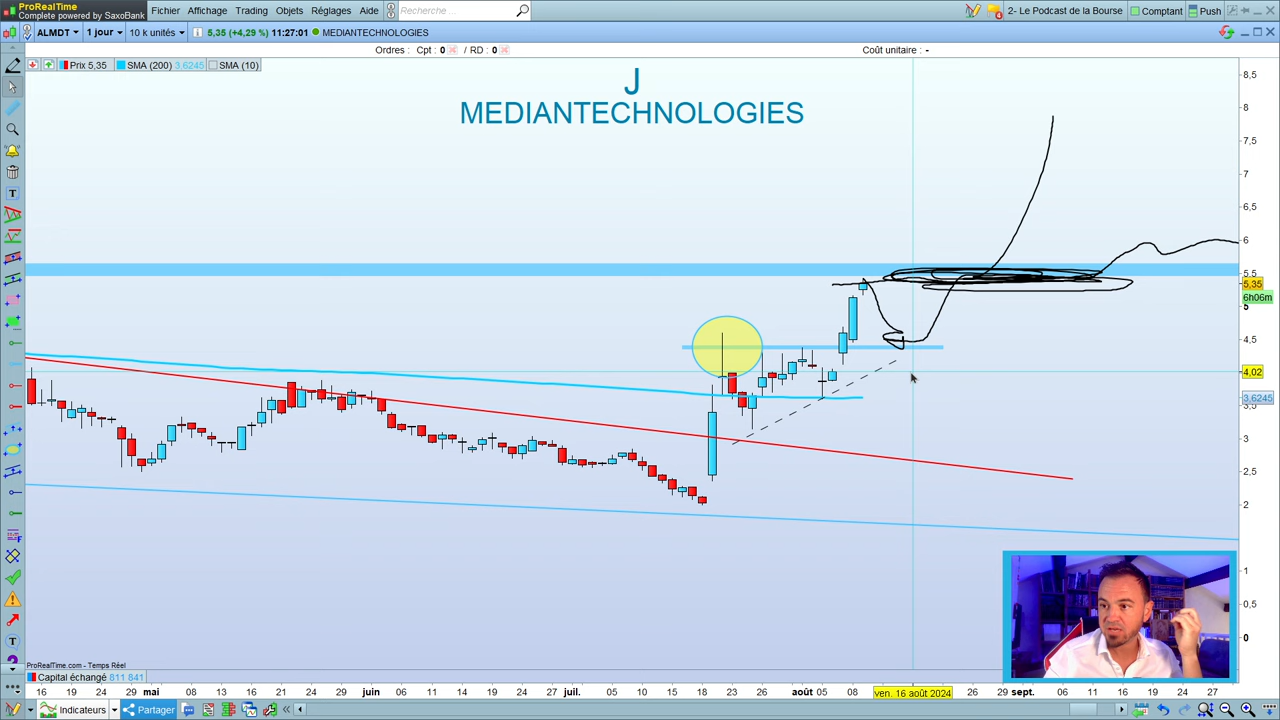 ProRealTime
Complete powered by SaxoBank
Fichier Affichage Trading Objets Réglages Aide
Recherche
2- Le Podcast de la Bourse Comptant Push
ALMDT 1 jour 10 k unités 5,35 (+4,29 %) 11:27:01 MEDIANTECHNOLOGIES
Ordres : Cpt : 0 / RD : 0 Coût unitaire : -
Prix 5,35 SMA (200) 3.6245 SMA (10)
J
MEDIANTECHNOLOGIES
8,5
8
7,5
7
6,5
6
5,5
5,35
6h06m
5
4,5
4,02
3.6245
3,5
3
2,5
2
1
0,5
0
ProRealTime.com - Temps Réel
Capital échangé 811 841
16 19 24 29 mai 08 13 16 21 24 29 juin 06 11 14 19 24 27 juil. 05 10 15 18 23 26 août 05 08 ven. 16 août 2024 26 29 sept. 06 11 16 19 24 27
Indicateurs Partager